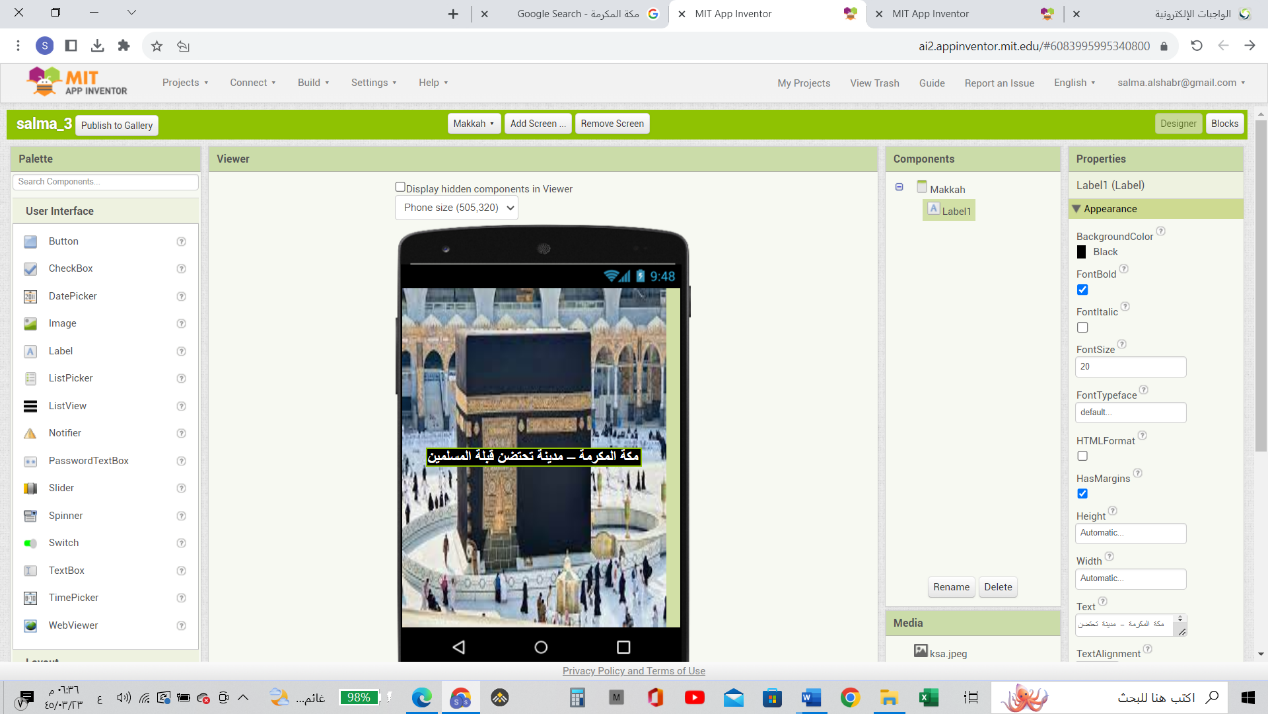 Google Search - مكة المكرمة
MIT App Inventor
MIT App Inventor
الواجبات الإلكترونية
S
ai2.appinventor.mit.edu/#6083995995340800
MIT
APP INVENTOR
Projects
Connect
Build
Settings
Help
My Projects
View Trash
Guide
Report an Issue
English
salma.alshabr@gmail.com
salma_3
Publish to Gallery
Makkah
Add Screen ...
Remove Screen
Designer
Blocks
Palette
Search Components...
User Interface
Button
CheckBox
DatePicker
Image
Label
ListPicker
ListView
Notifier
PasswordTextBox
Slider
Spinner
Switch
TextBox
TimePicker
WebViewer
Layout
Viewer
Display hidden components in Viewer
Phone size (505,320)
9:48
مكة المكرمة – مدينة تحتضن قبلة المسلمين
Components
Makkah
Label1
Rename
Delete
Media
ksa.jpeg
Properties
Label1 (Label)
Appearance
BackgroundColor
Black
FontBold
FontItalic
FontSize
20
FontTypeface
default...
HTMLFormat
HasMargins
Height
Automatic...
Width
Automatic...
Text
مكة المكرمة – مدينة تحتضن
TextAlignment
Privacy Policy and Terms of Use
ع
غائم...
98%
اكتب هنا للبحث